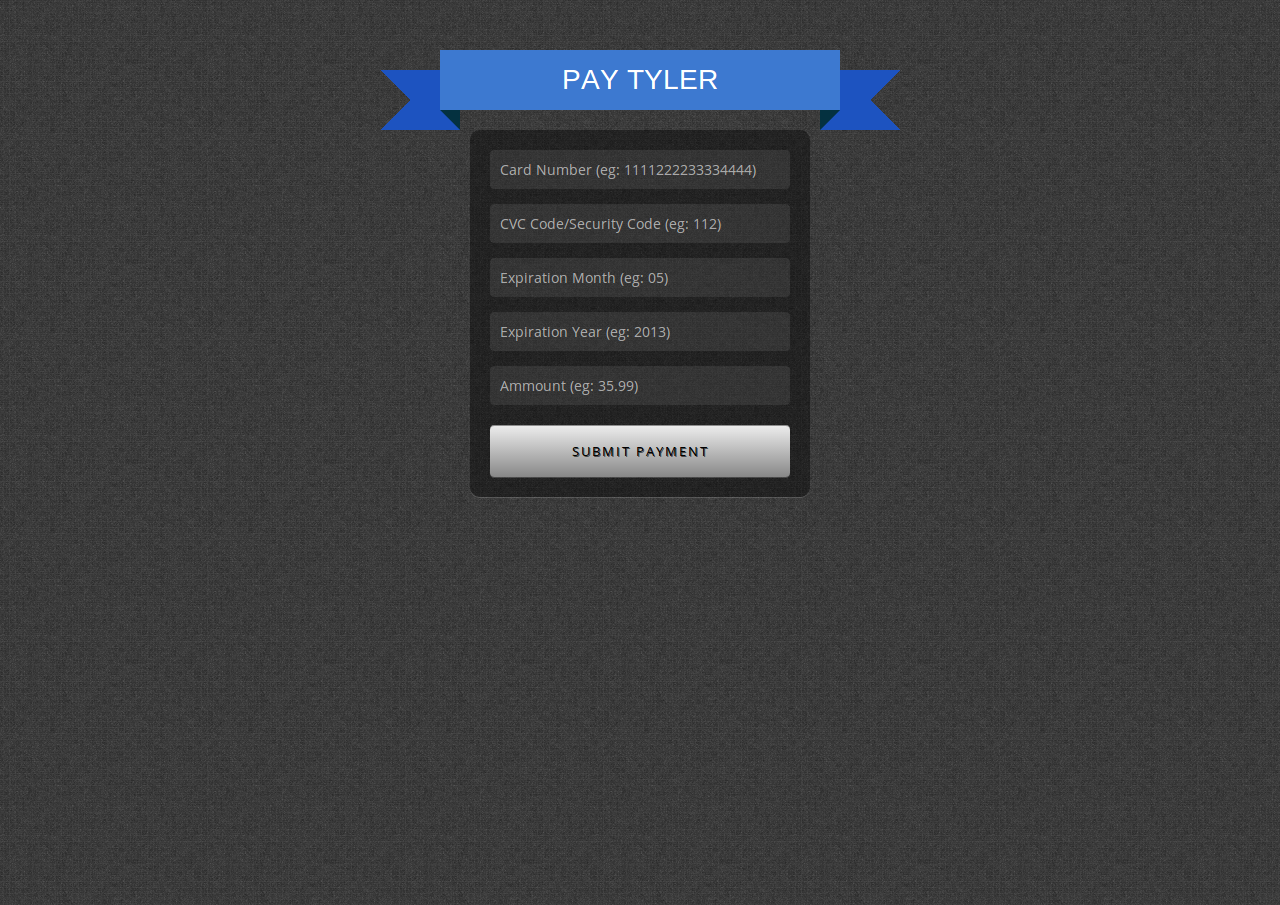 PAY TYLER
Card Number (eg: 1111222233334444)
CVC Code/Security Code (eg: 112)
Expiration Month (eg: 05)
Expiration Year (eg: 2013)
Ammount (eg: 35.99)
SUBMIT PAYMENT